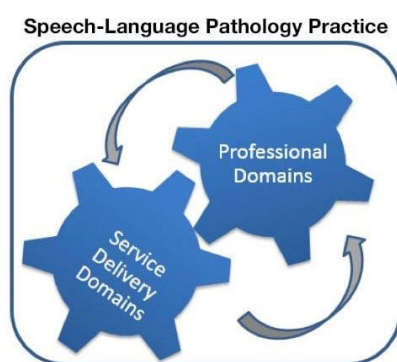 Speech-Language Pathology Practice
Professional
Domains
Service
Delivery
Domains